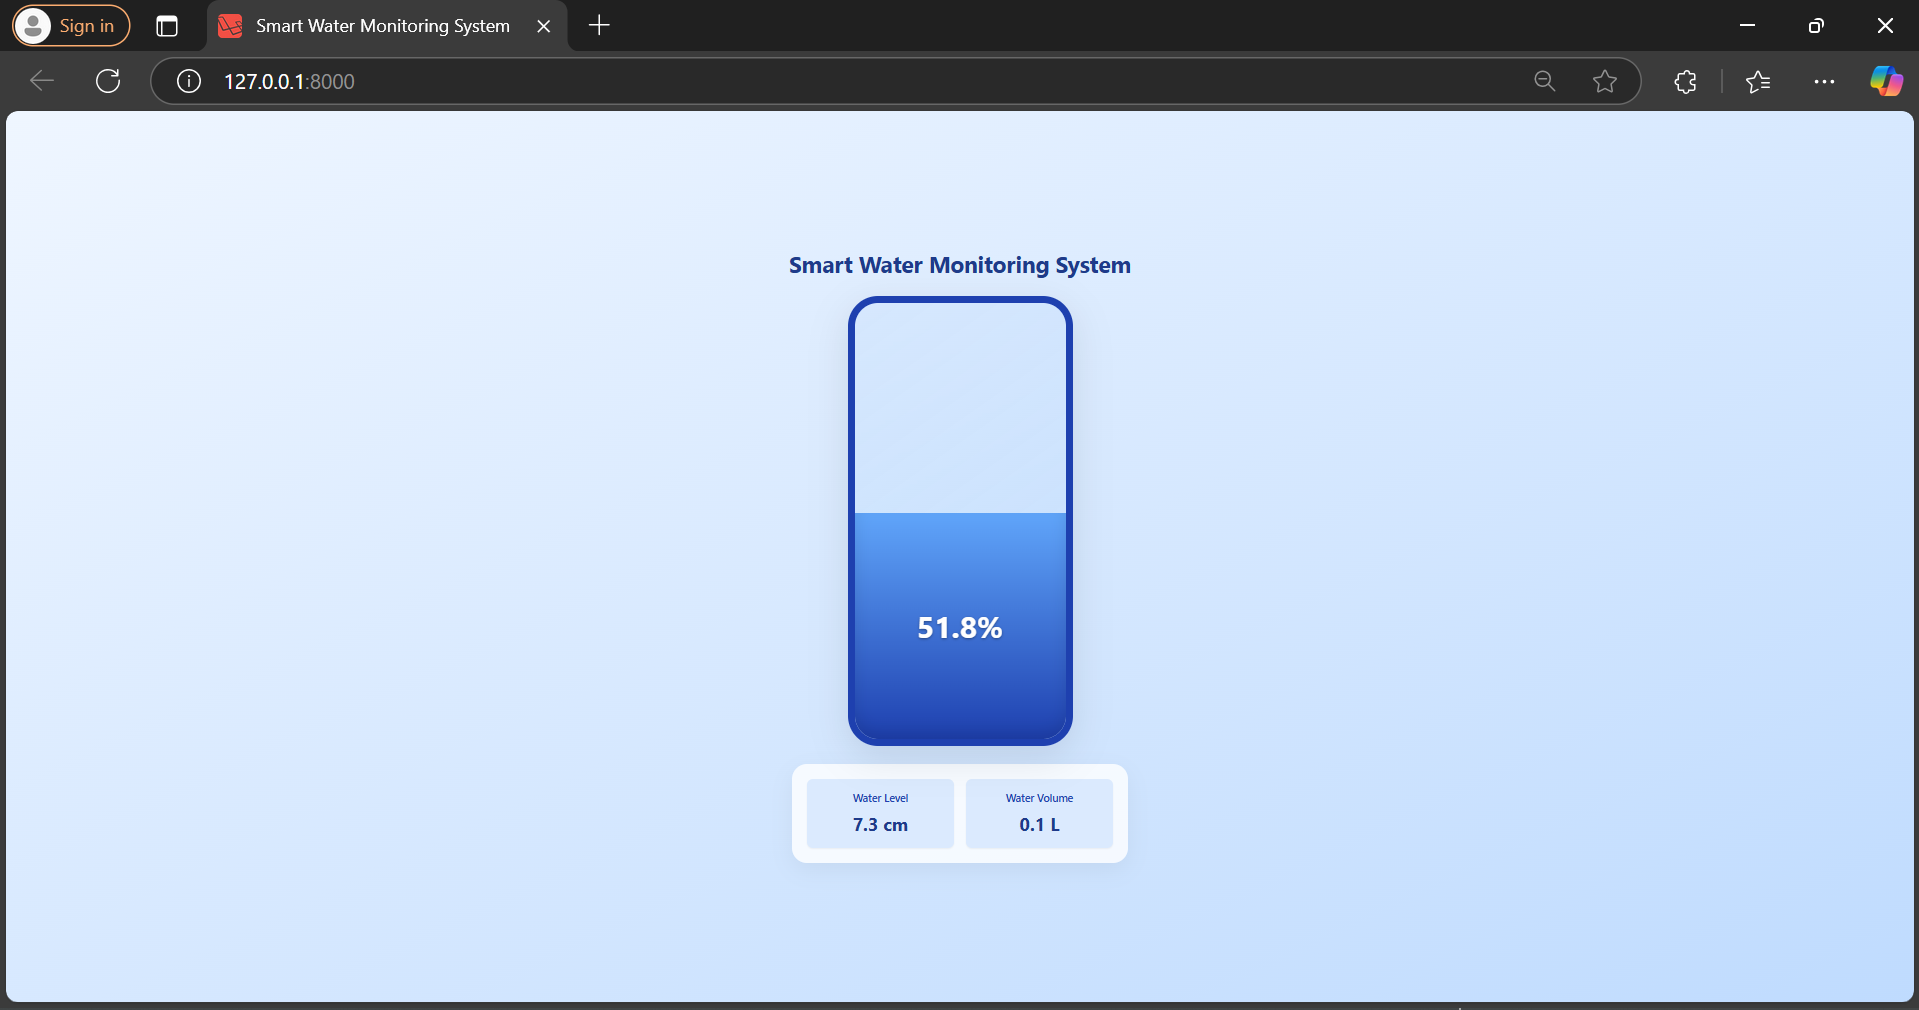 Sign in
Smart Water Monitoring System
127.0.0.1:8000
Smart Water Monitoring System
51.8%
Water Level
7.3 cm
Water Volume
0.1 L